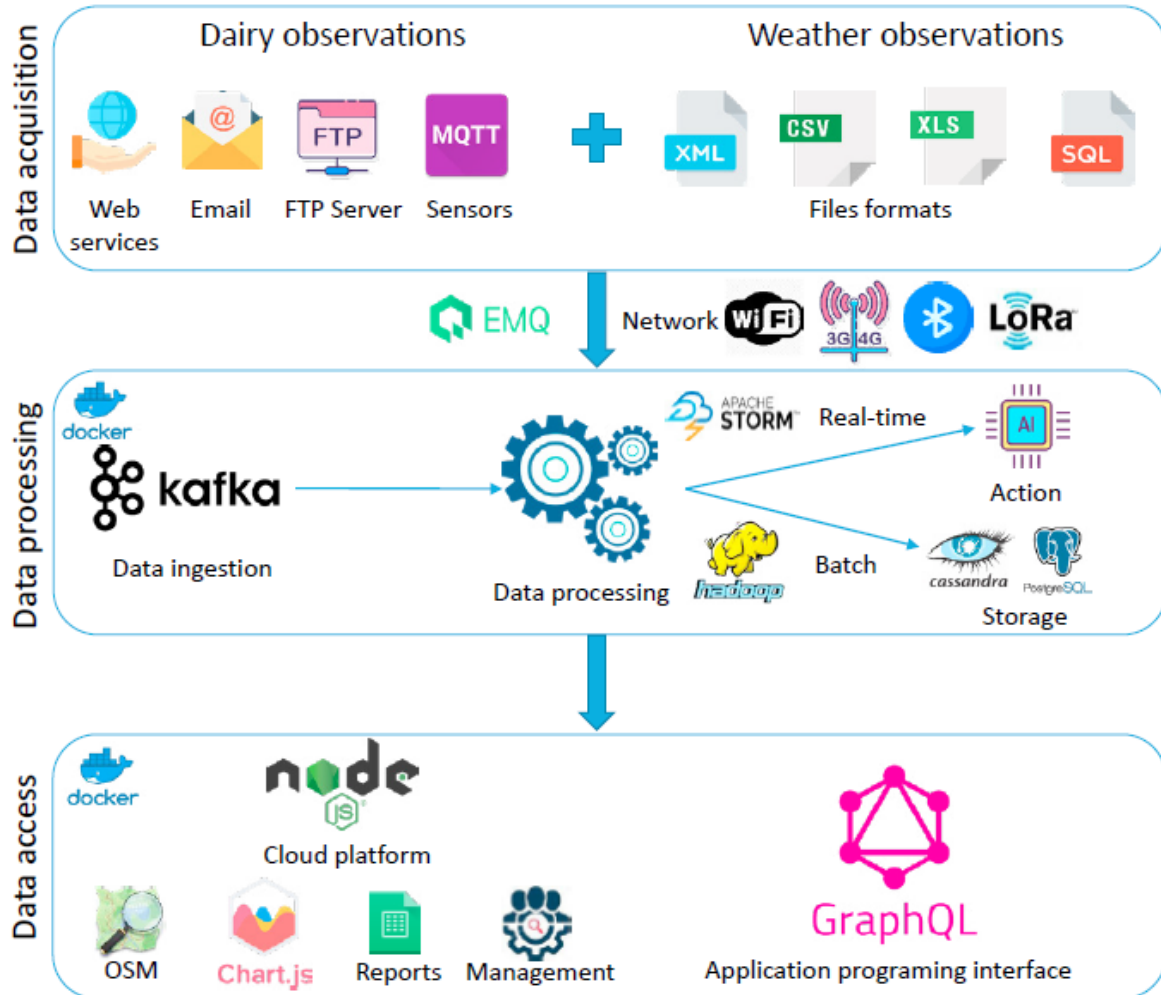 Data acquisition
Dairy observations
Weather observations
@
FTP
MQTT
XML
CSV
XLS
SQL
Web
services
Email
FTP Server
Sensors
Files formats
EMQ
Network
WiFi
3G 4G
LoRa
Data processing
docker
kafka
Data ingestion
Data processing
APACHE
STORM
Real-time
AI
Action
hadoop
Batch
cassandra
PostgreSQL
Storage
Data access
docker
node
JS
Cloud platform
OSM
Chart.js
Reports
Management
GraphQL
Application programing interface